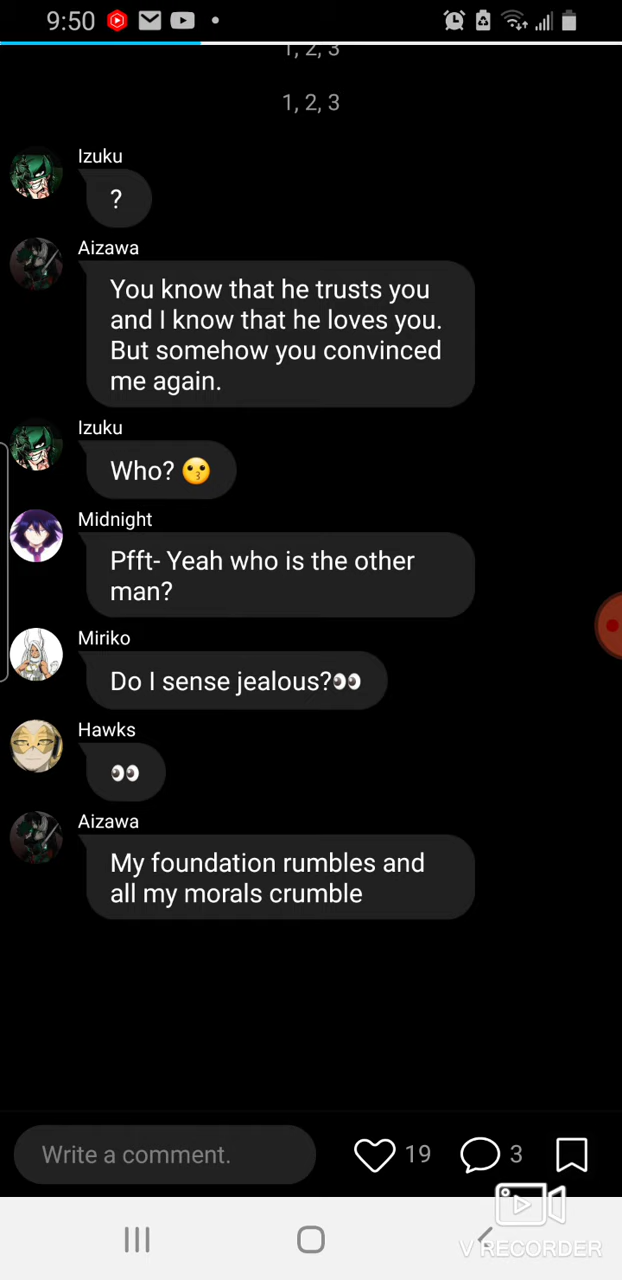 9:50
1, 2, 3
1, 2, 3
Izuku
?
Aizawa
You know that he trusts you
and I know that he loves you.
But somehow you convinced
me again.
Izuku
Who? 😗
Midnight
Pfft- Yeah who is the other
man?
Miriko
Do I sense jealous?👀
Hawks
👀
Aizawa
My foundation rumbles and
all my morals crumble
Write a comment.
19
3
V RECORDER